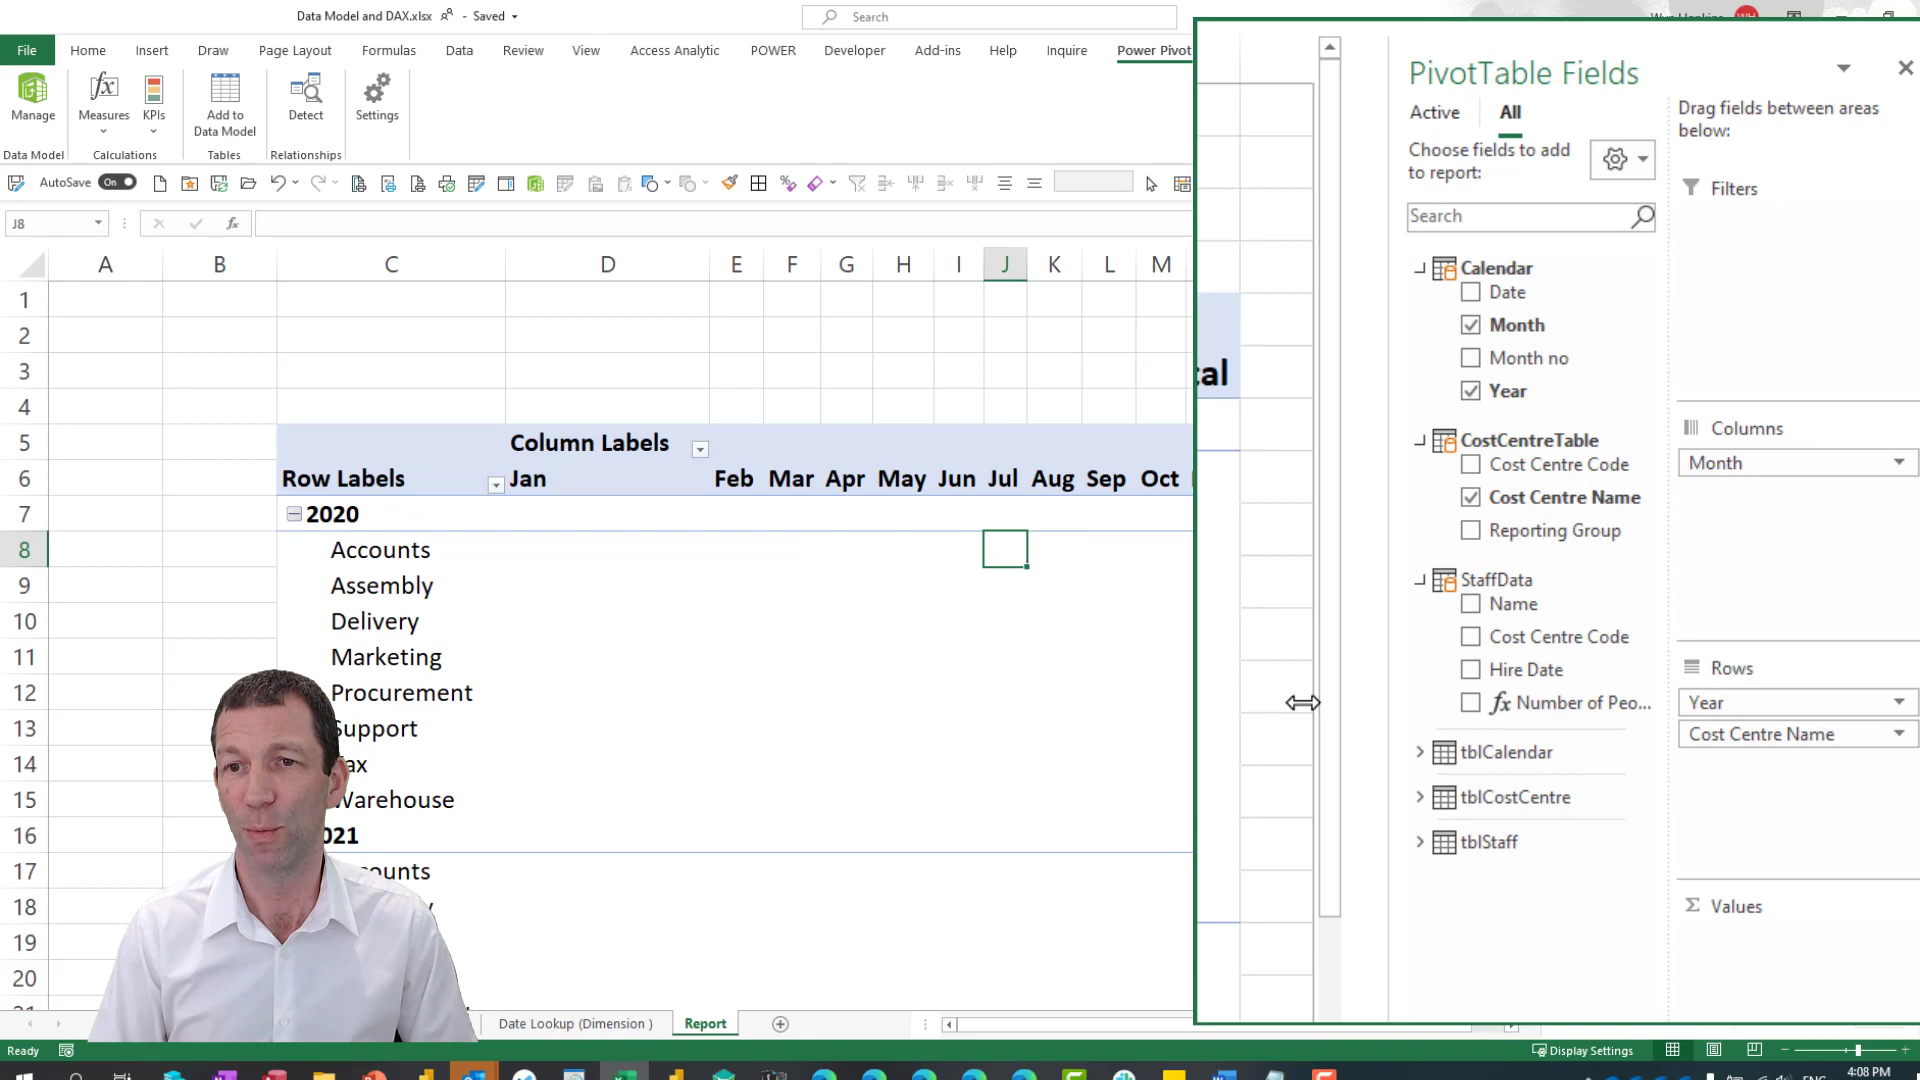 Data Model and DAX.xlsx - Saved
Search
File Home Insert Draw Page Layout Formulas Data Review View Access Analytic POWER Developer Add-ins Help Inquire Power Pivot
Manage Measures KPIs Add to Data Model Detect Settings
Data Model Calculations Tables Relationships
AutoSave On
J8
fx
A B C D E F G H I J K L M
1
2
3
4
5 Column Labels
6 Row Labels Jan Feb Mar Apr May Jun Jul Aug Sep Oct
7 2020
8 Accounts
9 Assembly
10 Delivery
11 Marketing
12 Procurement
13 Support
14
15 Warehouse
16 021
17 counts
18
19
20
Date Lookup (Dimension ) Report
Ready
Display Settings
4:08 PM
PivotTable Fields
Active All
Choose fields to add to report:
Search
Calendar
Date
Month
Month no
Year
CostCentreTable
Cost Centre Code
Cost Centre Name
Reporting Group
StaffData
Name
Cost Centre Code
Hire Date
fx Number of Peo...
tblCalendar
tblCostCentre
tblStaff
Drag fields between areas below:
Filters
Columns
Month
Rows
Year
Cost Centre Name
Σ Values